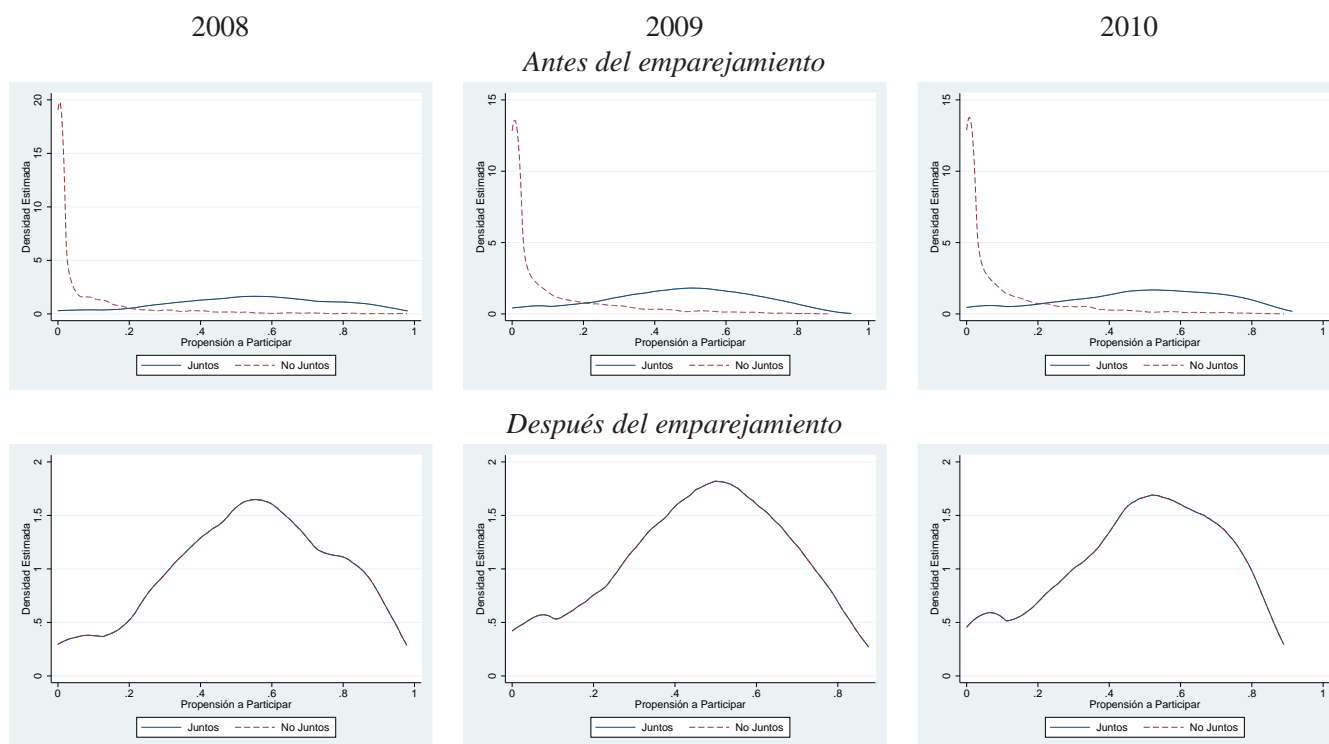 2008 2009 2010
Antes del emparejamiento
Densidad Estimada
0 5 10 15 20
0 .2 .4 .6 .8 1
Propensión a Participar
Juntos No Juntos
Densidad Estimada
0 5 10 15
0 .2 .4 .6 .8 1
Propensión a Participar
Juntos No Juntos
Densidad Estimada
0 5 10 15
0 .2 .4 .6 .8 1
Propensión a Participar
Juntos No Juntos
Después del emparejamiento
Densidad Estimada
0 .5 1 1.5 2
0 .2 .4 .6 .8 1
Propensión a Participar
Juntos No Juntos
Densidad Estimada
0 .5 1 1.5 2
0 .2 .4 .6 .8
Propensión a Participar
Juntos No Juntos
Densidad Estimada
0 .5 1 1.5 2
0 .2 .4 .6 .8 1
Propensión a Participar
Juntos No Juntos